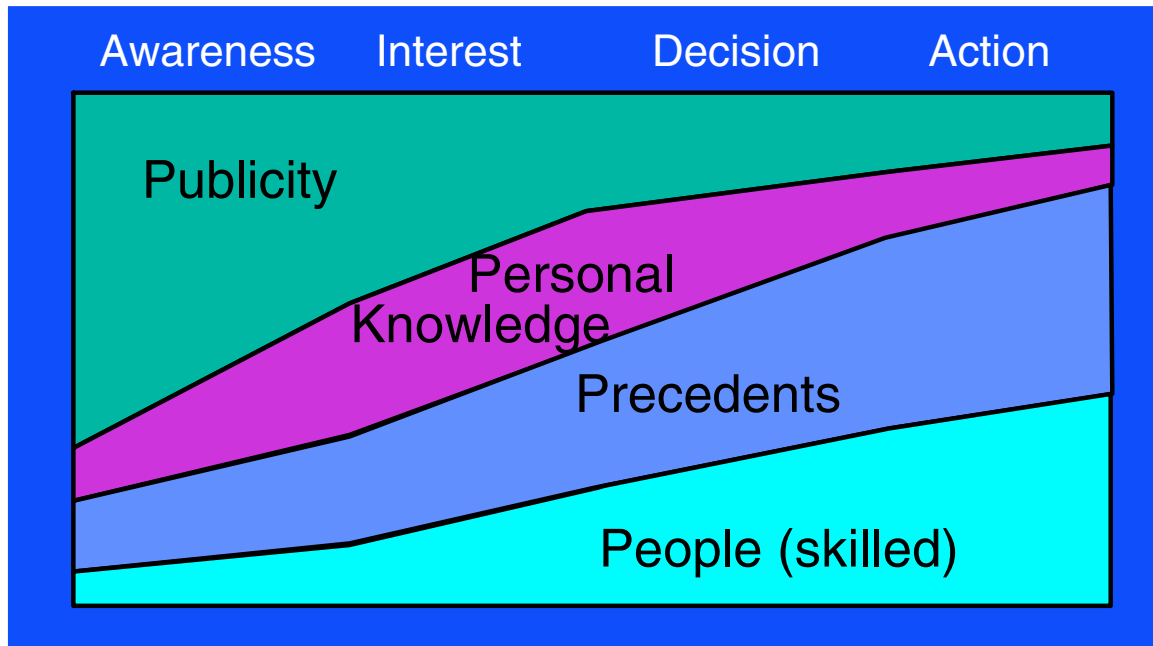 Awareness Interest Decision Action
Publicity
Personal
Knowledge
Precedents
People (skilled)